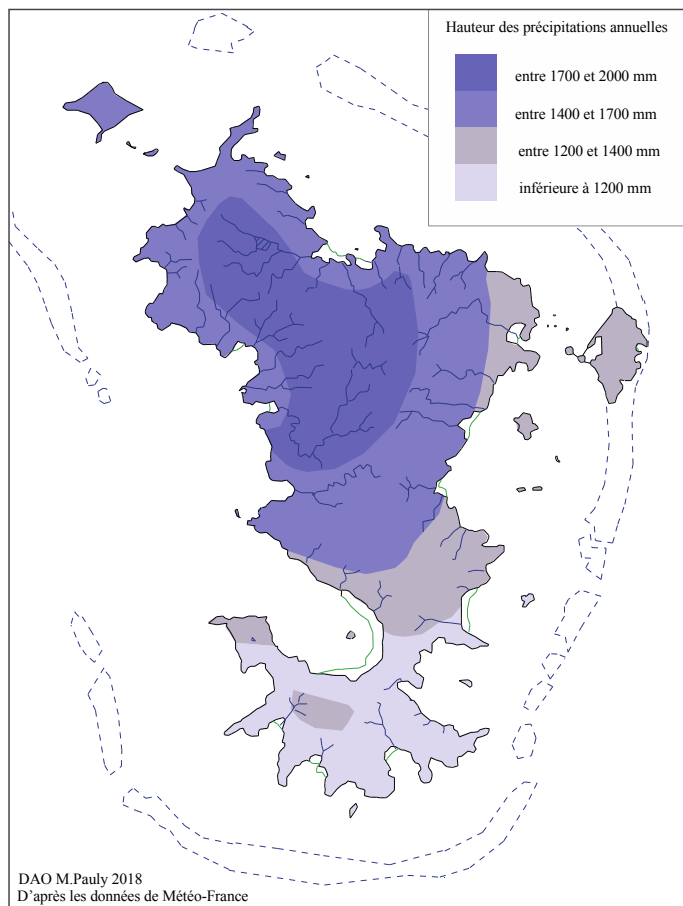 Hauteur des précipitations annuelles
entre 1700 et 2000 mm
entre 1400 et 1700 mm
entre 1200 et 1400 mm
inférieure à 1200 mm
DAO M.Pauly 2018
D'après les données de Météo-France